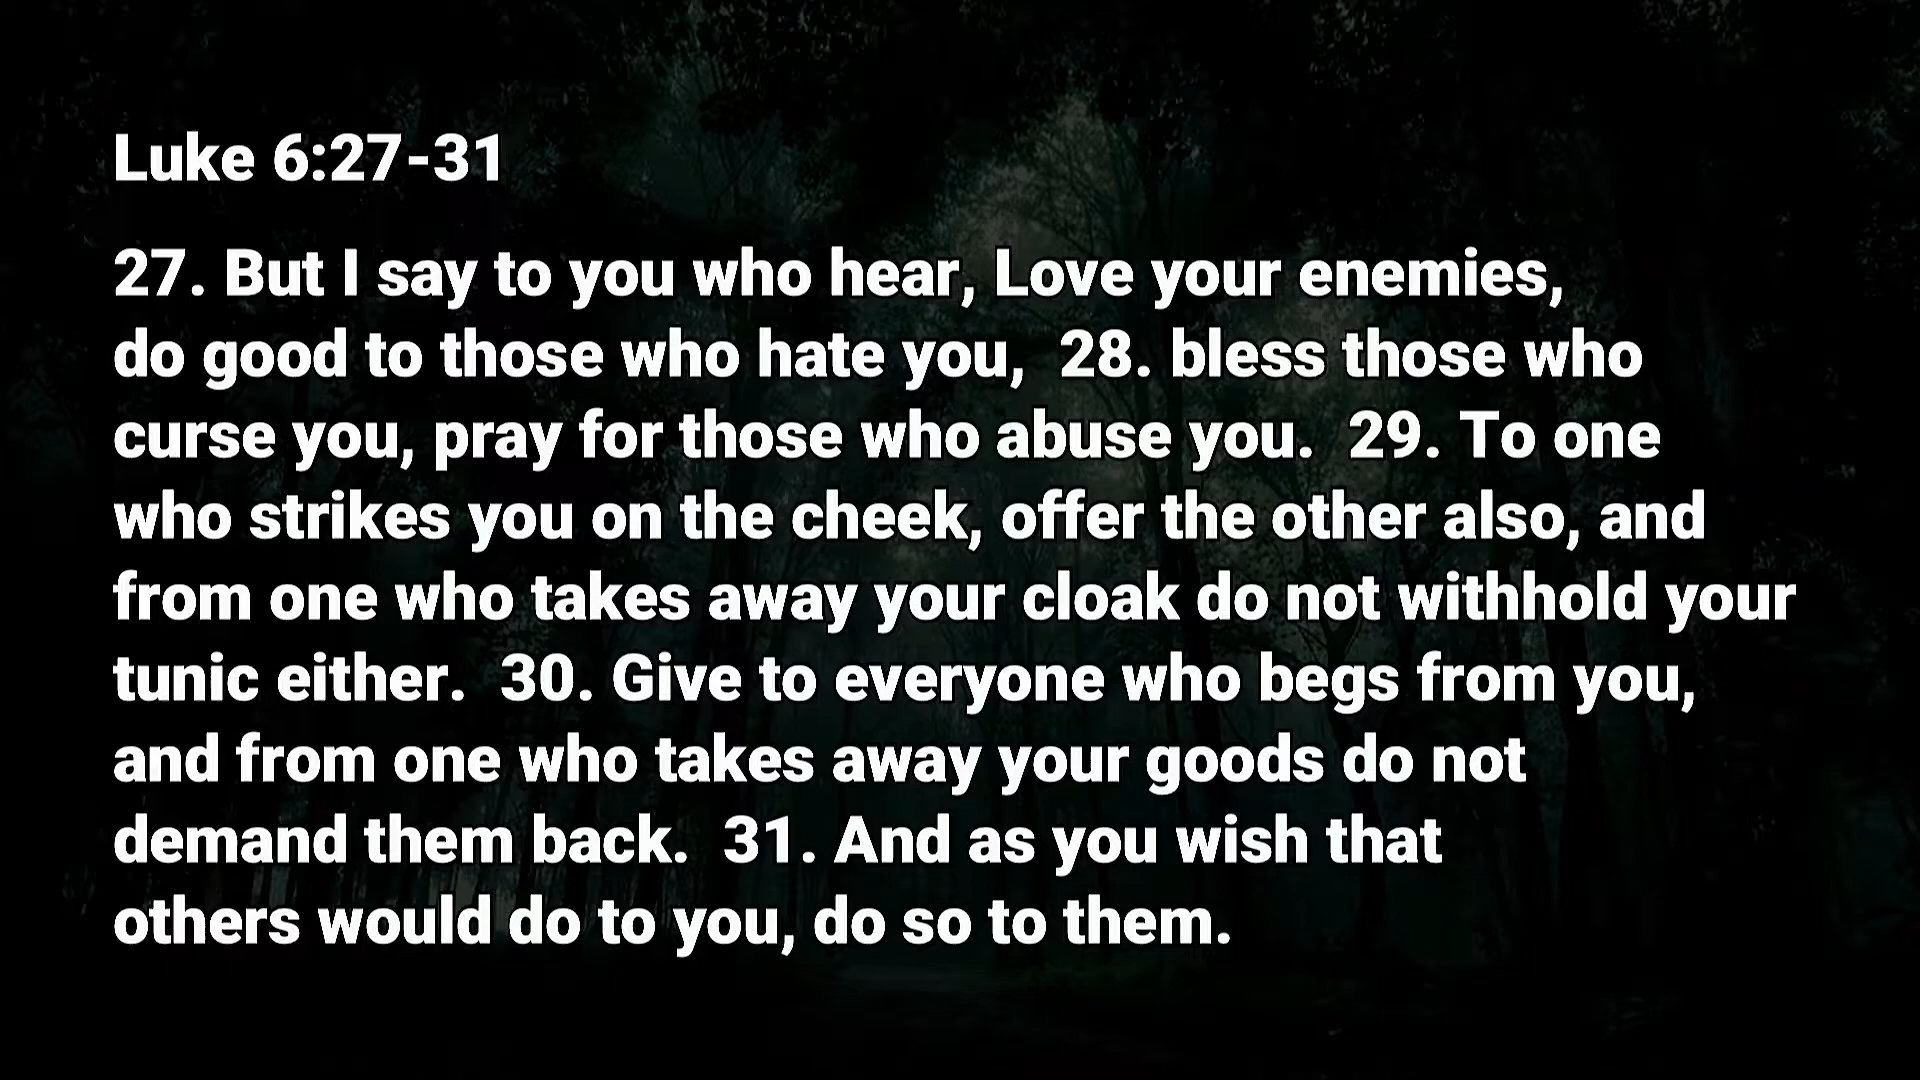 Luke 6:27-31
27. But I say to you who hear, Love your enemies,
do good to those who hate you,  28. bless those who
curse you, pray for those who abuse you.  29. To one
who strikes you on the cheek, offer the other also, and
from one who takes away your cloak do not withhold your
tunic either.  30. Give to everyone who begs from you,
and from one who takes away your goods do not
demand them back.  31. And as you wish that
others would do to you, do so to them.